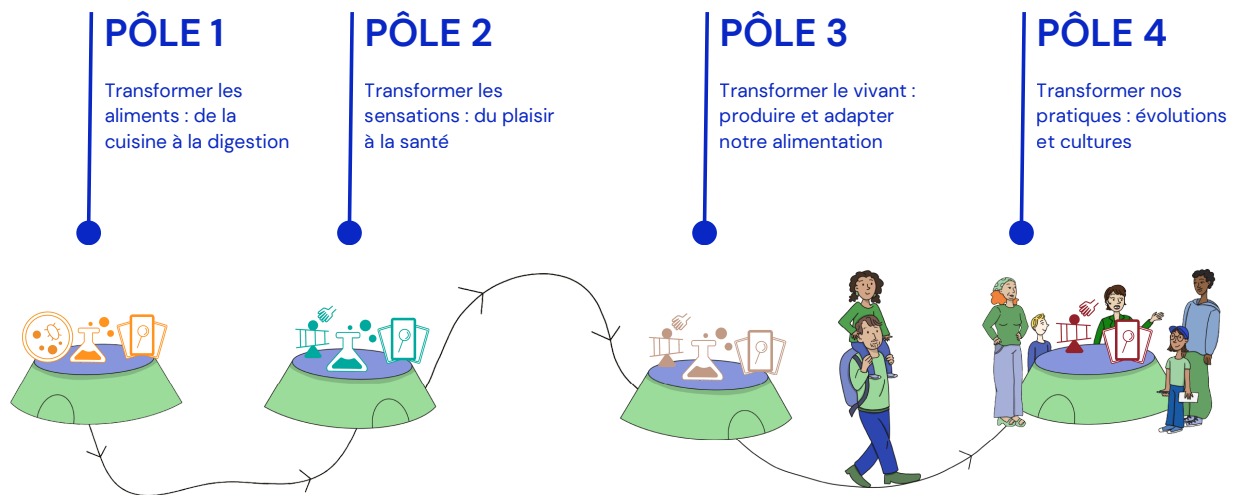 PÔLE 1
Transformer les
aliments : de la
cuisine à la digestion
PÔLE 2
Transformer les
sensations : du plaisir
à la santé
PÔLE 3
Transformer le vivant :
produire et adapter
notre alimentation
PÔLE 4
Transformer nos
pratiques : évolutions
et cultures